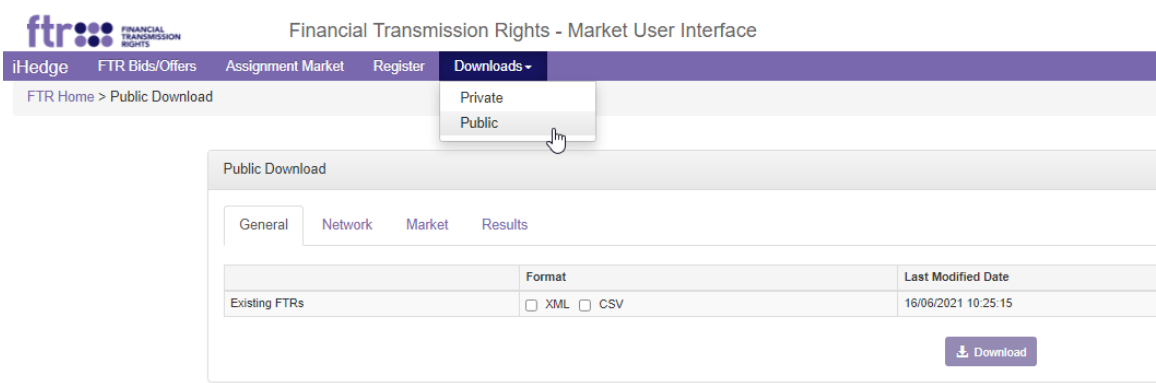 ftr FINANCIAL TRANSMISSION RIGHTS Financial Transmission Rights - Market User Interface
iHedge FTR Bids/Offers Assignment Market Register Downloads
FTR Home > Public Download
Private
Public
Public Download
General Network Market Results
Format Last Modified Date
Existing FTRs XML CSV 16/06/2021 10:25:15
Download